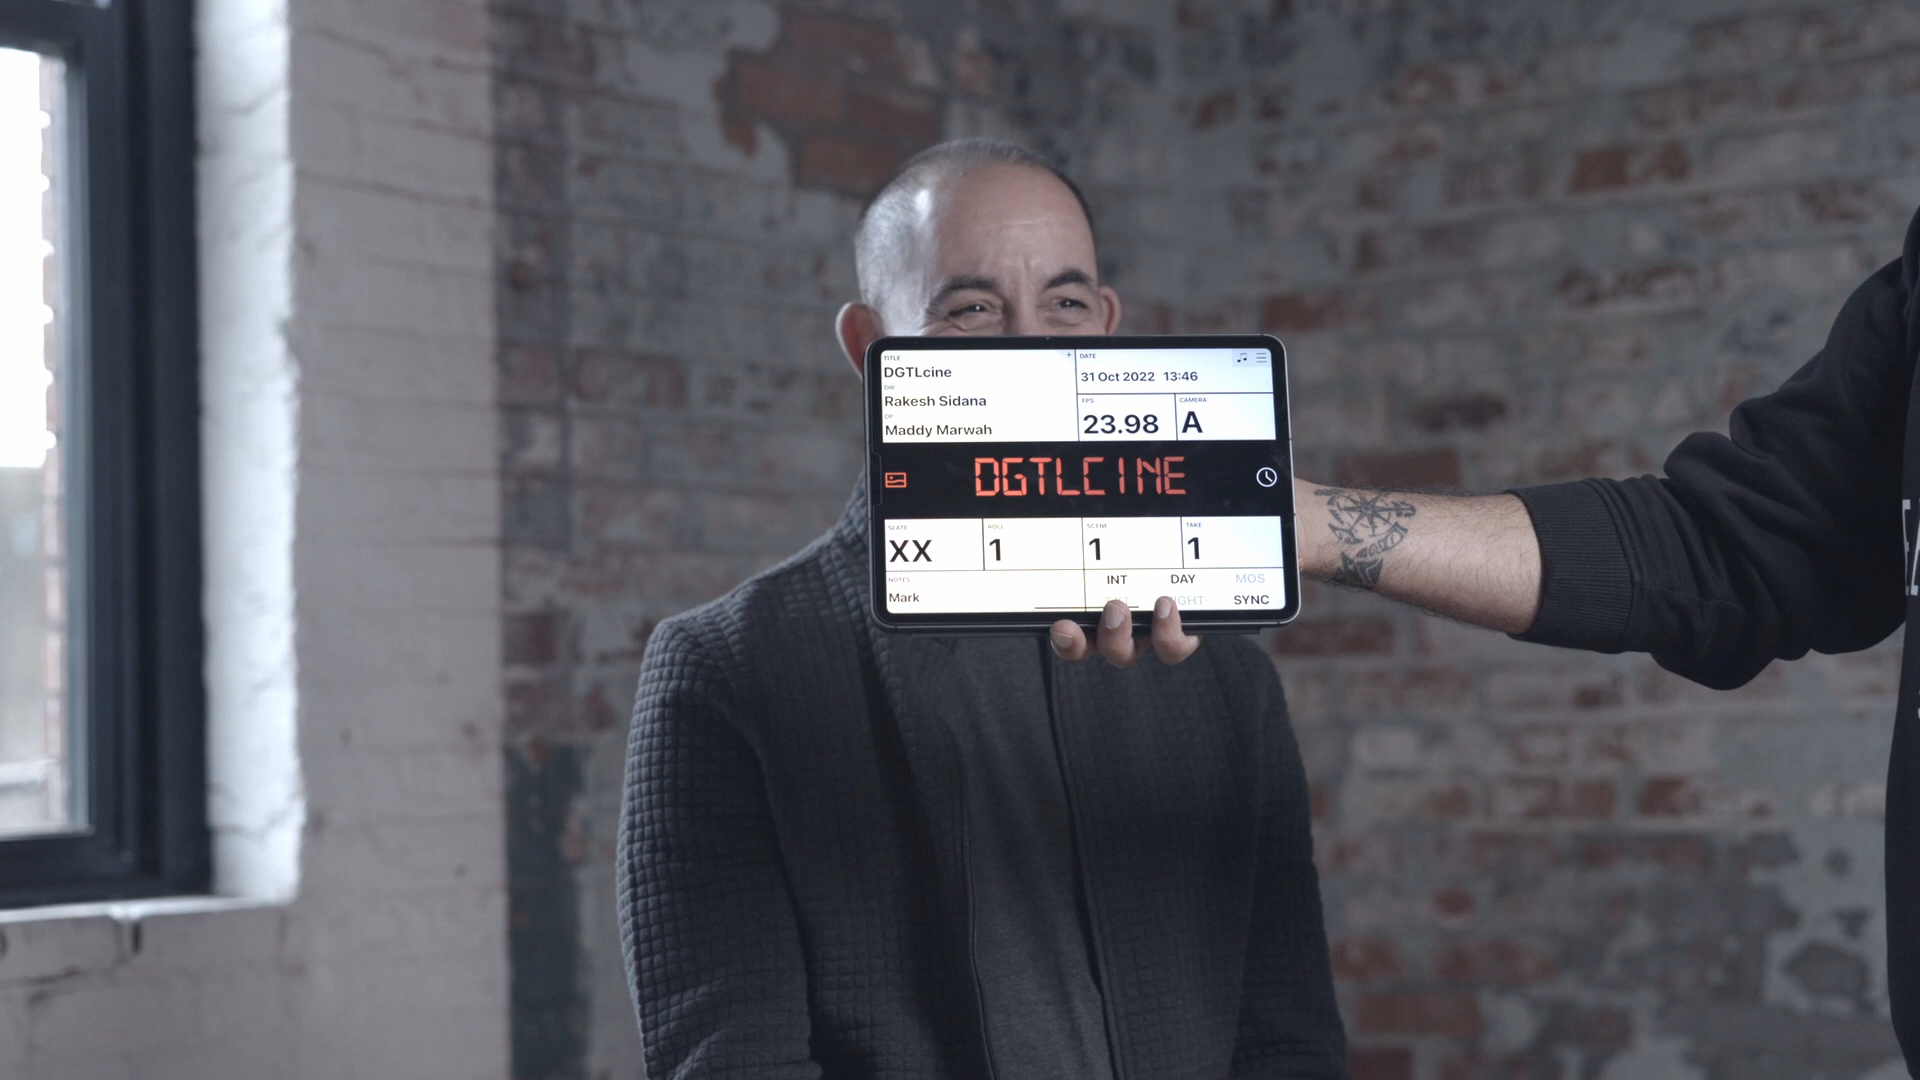 TITLE
DGTLcine
DIR
Rakesh Sidana
DP
Maddy Marwah
DATE
31 Oct 2022 13:46
FPS
23.98
CAMERA
A
DGTLCINE
SLATE
XX
ROLL
1
SCENE
1
TAKE
1
NOTES
Mark
INT DAY MOS
SYNC